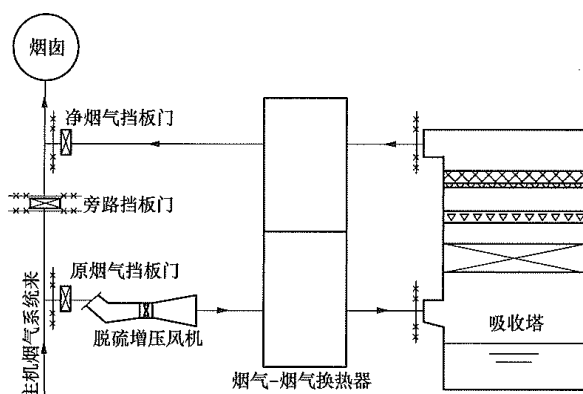 烟囱
净烟气挡板门
旁路挡板门
原烟气挡板门
主机烟气系统来
脱硫增压风机
吸收塔
烟气-烟气换热器